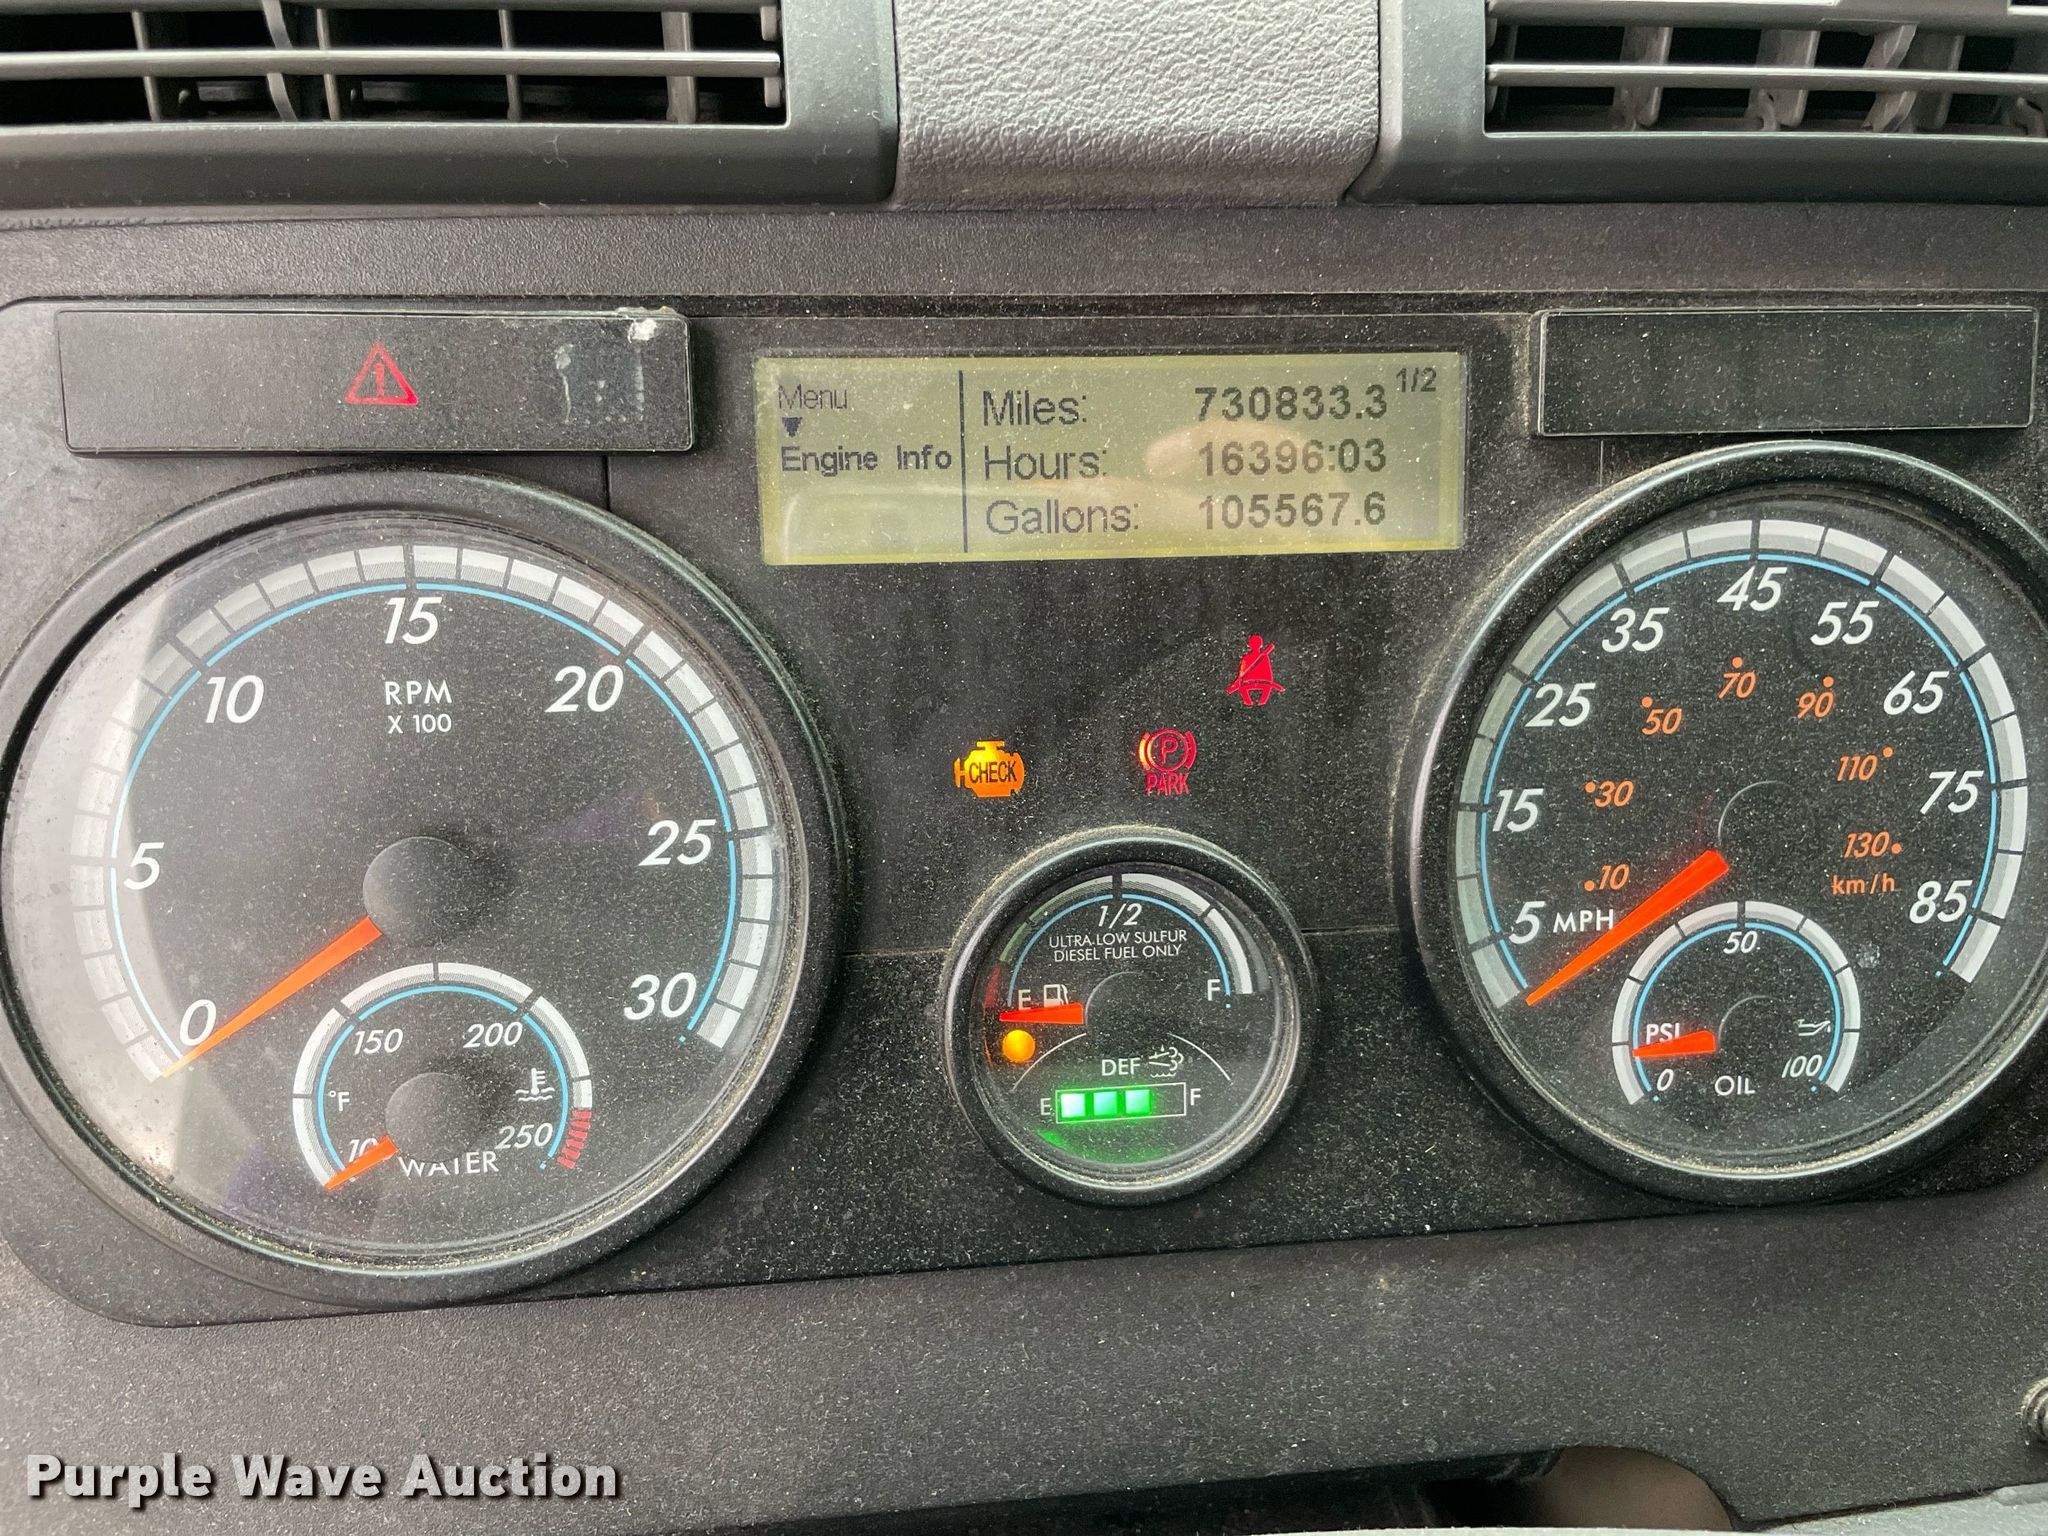 Menu
Engine Info
Miles: 730833.3 1/2
Hours: 16396:03
Gallons: 105567.6
0
5
10
15
20
25
30
RPM
X 100
150
200
250
°F
WATER
CHECK
P
PARK
1/2
ULTRA LOW SULFUR
DIESEL FUEL ONLY
E
F
DEF
E
F
5 MPH
15
25
35
45
55
65
75
85
10
30
50
70
90
110
130
km/h
50
PSI
0
100
OIL
Purple Wave Auction